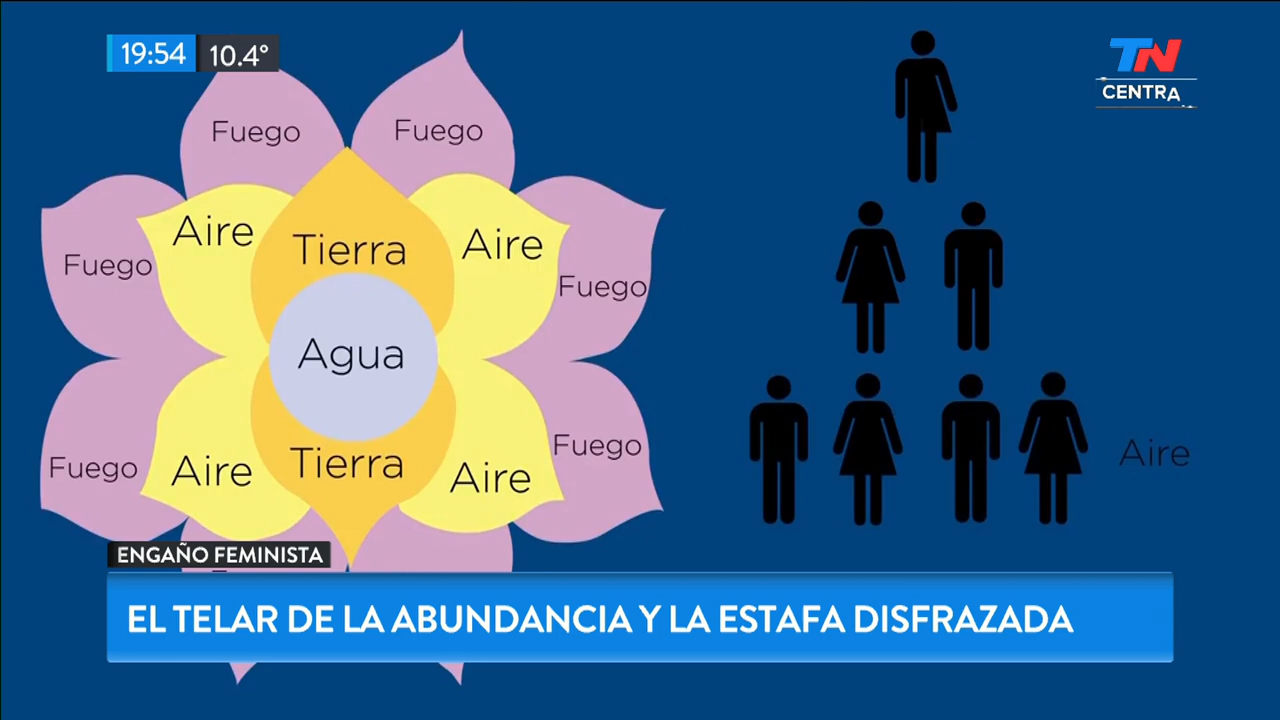 19:54 10.4°
TN
CENTRA
Fuego Fuego
Aire Tierra Aire
Fuego Fuego
Agua
Tierra
Fuego Aire Aire Fuego
Aire
ENGAÑO FEMINISTA
EL TELAR DE LA ABUNDANCIA Y LA ESTAFA DISFRAZADA